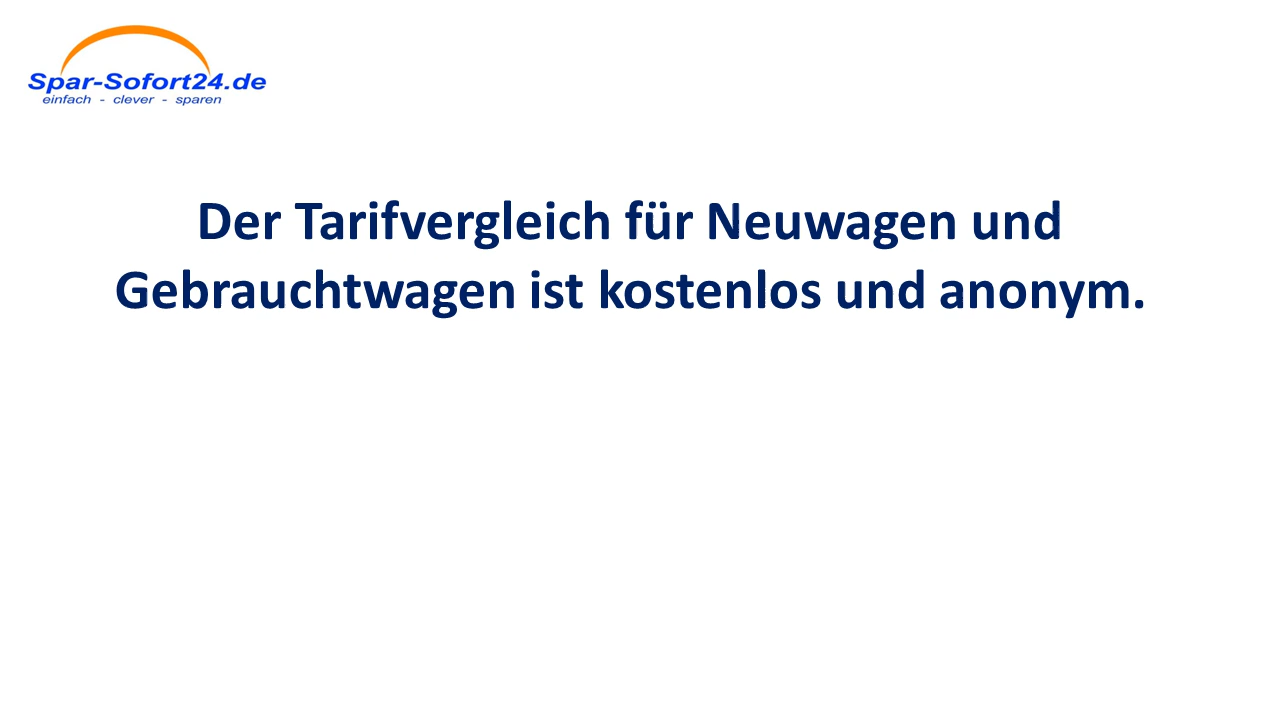 Spar-Sofort24.de
einfach - clever - sparen
Der Tarifvergleich für Neuwagen und
Gebrauchtwagen ist kostenlos und anonym.